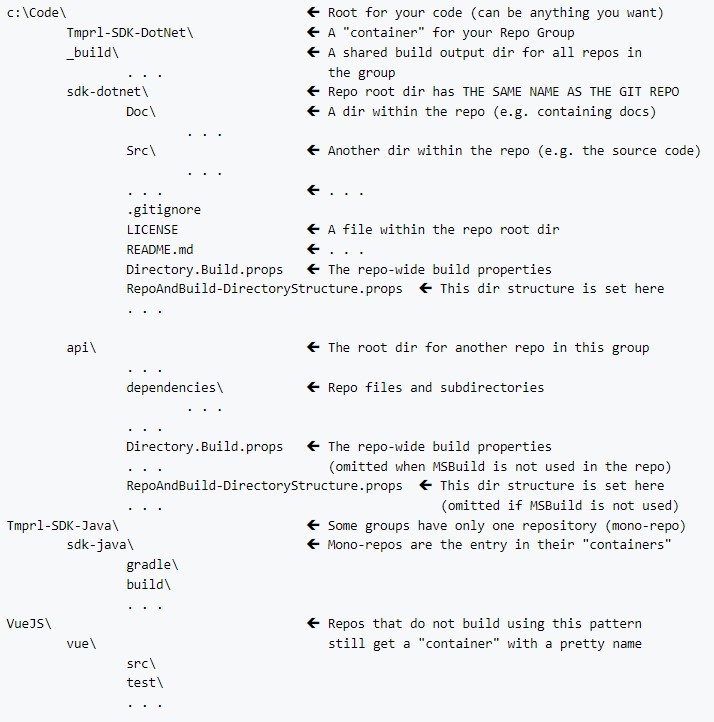 c:\Code\ 🡸 Root for your code (can be anything you want)
Tmprl-SDK-DotNet\ 🡸 A "container" for your Repo Group
_build\ 🡸 A shared build output dir for all repos in
. . . the group
sdk-dotnet\ 🡸 Repo root dir has THE SAME NAME AS THE GIT REPO
Doc\ 🡸 A dir within the repo (e.g. containing docs)
. . .
Src\ 🡸 Another dir within the repo (e.g. the source code)
. . .
. . . 🡸 . . .
.gitignore
LICENSE 🡸 A file within the repo root dir
README.md 🡸 . . .
Directory.Build.props 🡸 The repo-wide build properties
RepoAndBuild-DirectoryStructure.props 🡸 This dir structure is set here
. . .
api\ 🡸 The root dir for another repo in this group
. . .
dependencies\ 🡸 Repo files and subdirectories
. . .
. . .
Directory.Build.props 🡸 The repo-wide build properties
. . . (omitted when MSBuild is not used in the repo)
RepoAndBuild-DirectoryStructure.props 🡸 This dir structure is set here
. . . (omitted if MSBuild is not used)
Tmprl-SDK-Java\ 🡸 Some groups have only one repository (mono-repo)
sdk-java\ 🡸 Mono-repos are the entry in their "containers"
gradle\
build\
. . .
VueJS\ 🡸 Repos that do not build using this pattern
vue\ still get a "container" with a pretty name
src\
test\
. . .